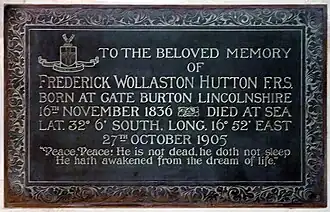 TO THE BELOVED MEMORY
OF
FREDERICK WOLLASTON HUTTON F.R.S.
BORN AT GATE BURTON LINCOLNSHIRE
16TH NOVEMBER 1836 DIED AT SEA
LAT. 32° 6' SOUTH, LONG. 16° 52' EAST
27TH OCTOBER 1905
"Peace, Peace: He is not dead, he doth not sleep
He hath awakened from the dream of life."